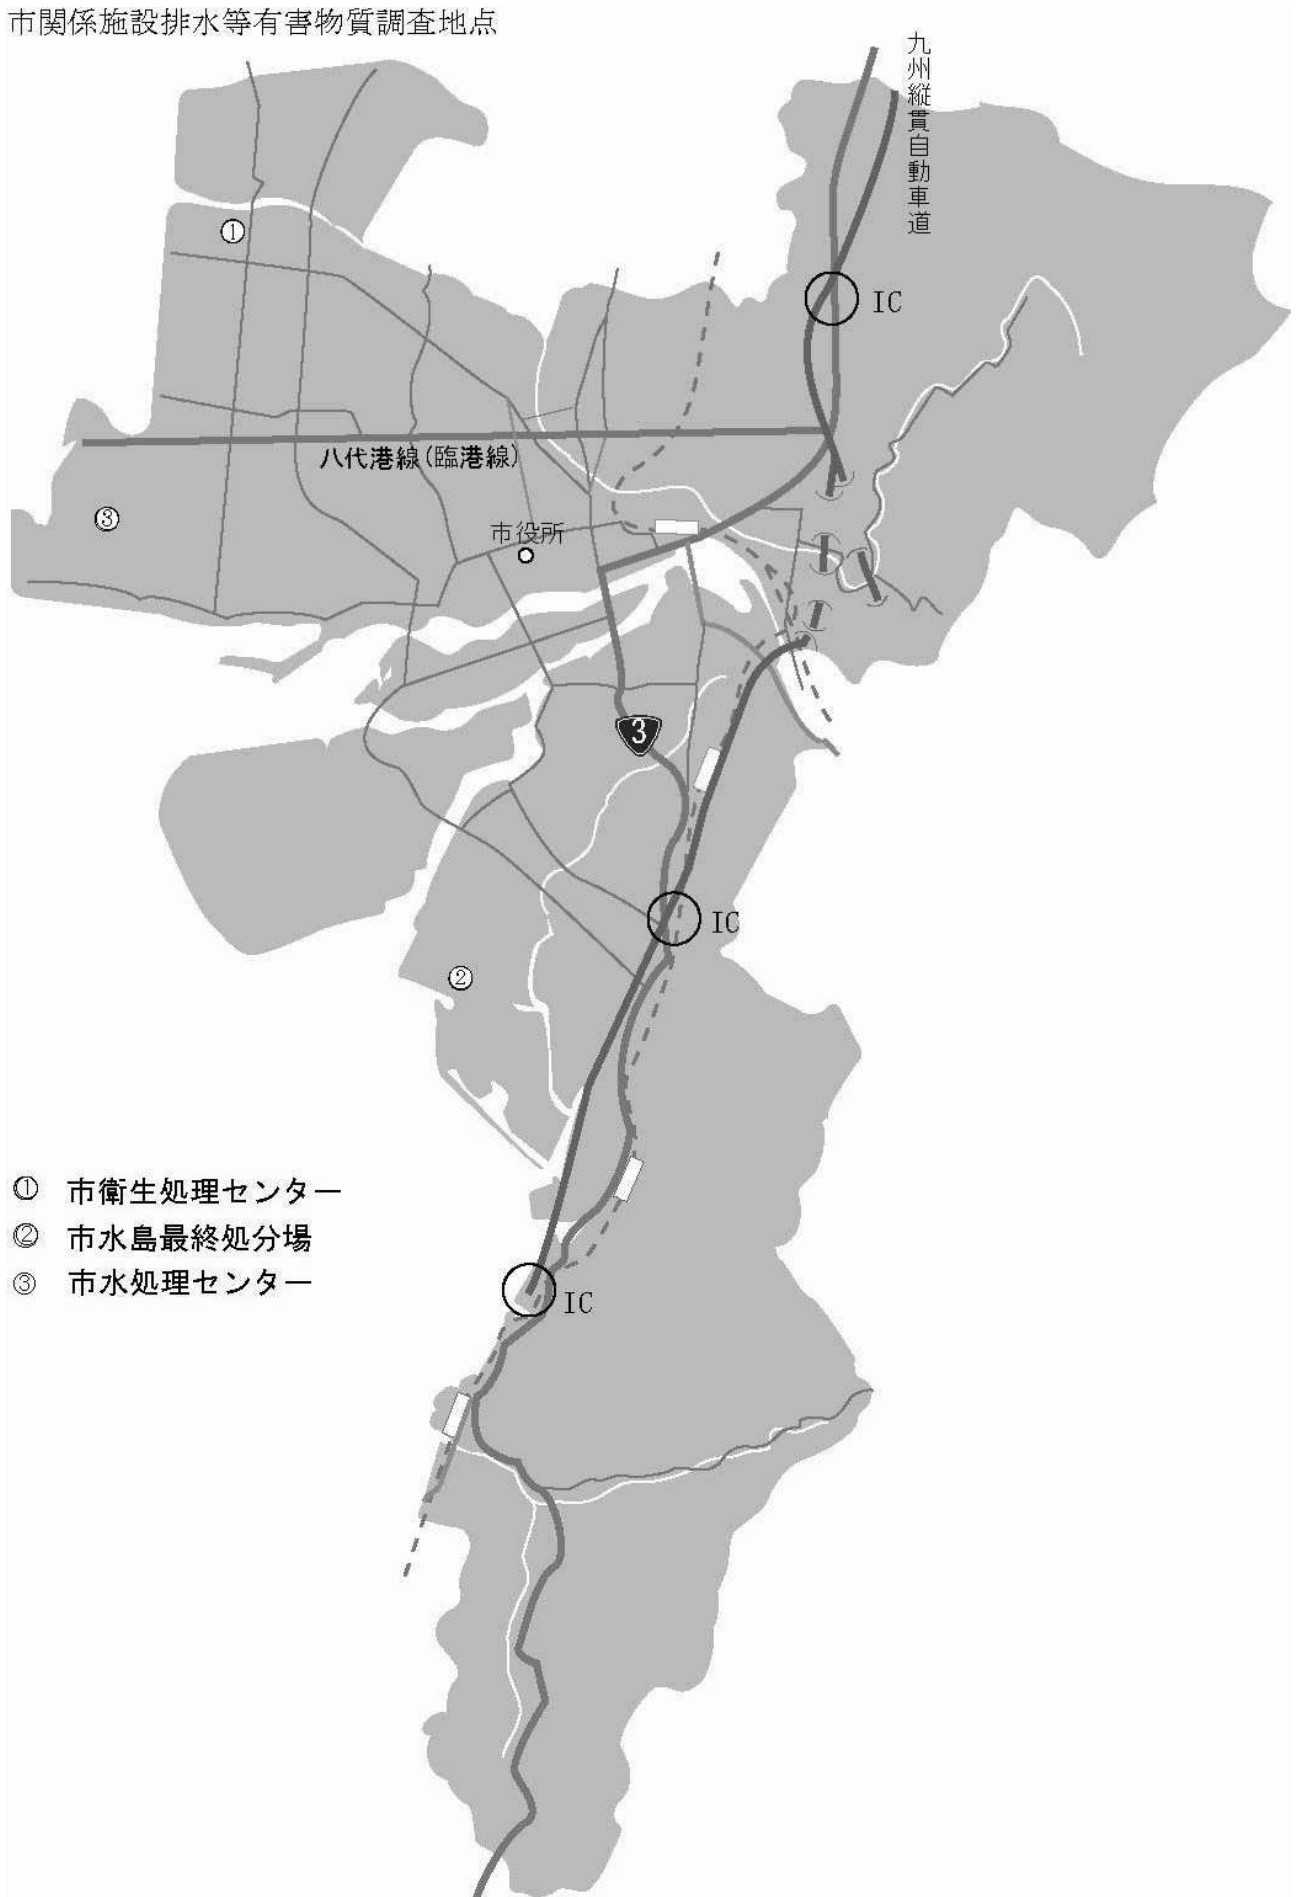 市関係施設排水等有害物質調査地点
九州縦貫自動車道
①
IC
八代港線(臨港線)
③
市役所
3
IC
②
① 市衛生処理センター
② 市水島最終処分場
③ 市水処理センター
IC